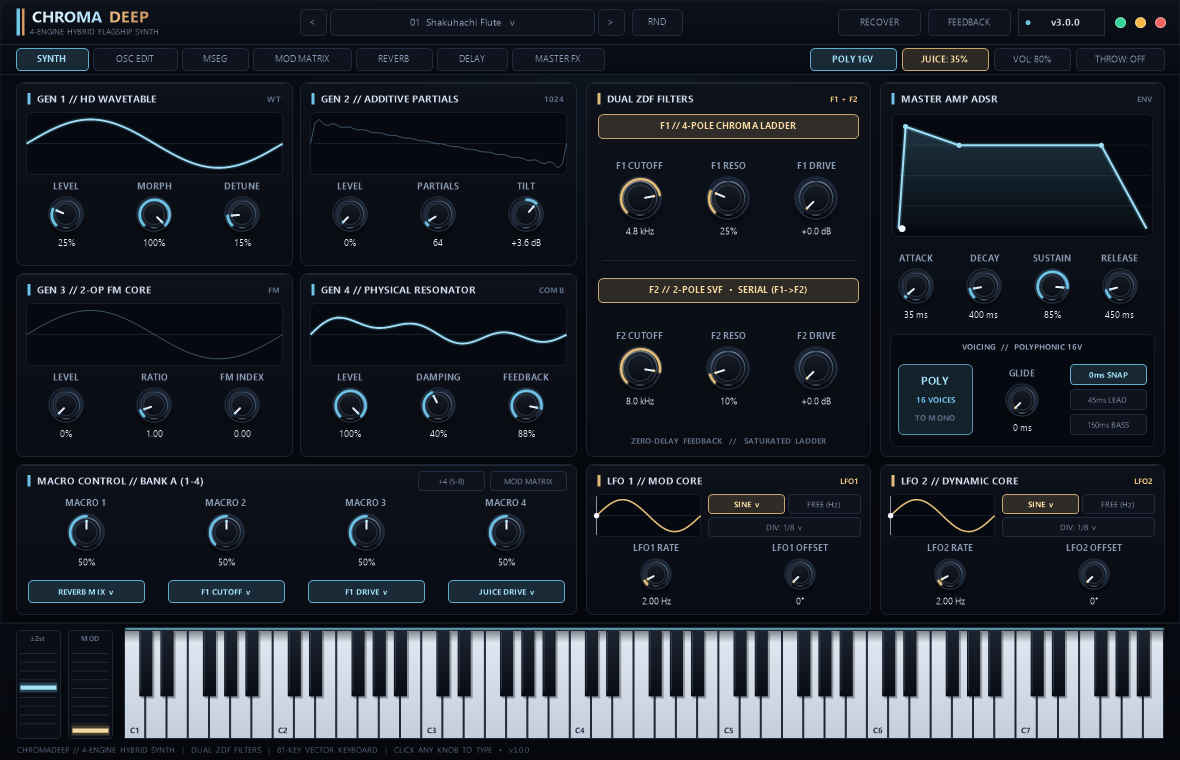 CHROMA DEEP
4-ENGINE HYBRID FLAGSHIP SYNTH
< 01 Shakuhachi Flute v > RND
RECOVER FEEDBACK v3.0.0
SYNTH OSC EDIT MSEG MOD MATRIX REVERB DELAY MASTER FX
POLY 16V JUICE: 35% VOL: 80% THROW: OFF
GEN 1 // HD WAVETABLE WT
LEVEL MORPH DETUNE
25% 100% 15%
GEN 2 // ADDITIVE PARTIALS 1024
LEVEL PARTIALS TILT
0% 64 +3.6 dB
GEN 3 // 2-OP FM CORE FM
LEVEL RATIO FM INDEX
0% 1.00 0.00
GEN 4 // PHYSICAL RESONATOR COMB
LEVEL DAMPING FEEDBACK
100% 40% 88%
DUAL ZDF FILTERS F1 + F2
F1 // 4-POLE CHROMA LADDER
F1 CUTOFF F1 RESO F1 DRIVE
4.8 kHz 25% +0.0 dB
F2 // 2-POLE SVF • SERIAL (F1->F2)
F2 CUTOFF F2 RESO F2 DRIVE
8.0 kHz 10% +0.0 dB
ZERO-DELAY FEEDBACK // SATURATED LADDER
MASTER AMP ADSR ENV
ATTACK DECAY SUSTAIN RELEASE
35 ms 400 ms 85% 450 ms
VOICING // POLYPHONIC 16V
POLY
16 VOICES
TO MONO
GLIDE
0 ms
0ms SNAP
45ms LEAD
150ms BASS
MACRO CONTROL // BANK A (1-4) +4 (5-8) MOD MATRIX
MACRO 1 MACRO 2 MACRO 3 MACRO 4
50% 50% 50% 50%
REVERB MIX v F1 CUTOFF v F1 DRIVE v JUICE DRIVE v
LFO 1 // MOD CORE LFO1
SINE v FREE (Hz)
DIV: 1/8 v
LFO1 RATE LFO1 OFFSET
2.00 Hz 0°
LFO 2 // DYNAMIC CORE LFO2
SINE v FREE (Hz)
DIV: 1/8 v
LFO2 RATE LFO2 OFFSET
2.00 Hz 0°
±2st MOD
C1 C2 C3 C4 C5 C6 C7
CHROMADEEP // 4-ENGINE HYBRID SYNTH | DUAL ZDF FILTERS | 81-KEY VECTOR KEYBOARD | CLICK ANY KNOB TO TYPE • v3.0.0